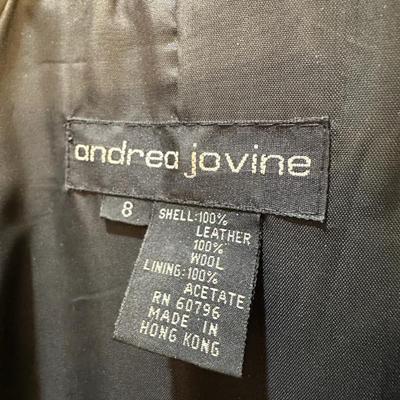 andrea jovine
8
SHELL:100%
LEATHER
100%
WOOL
LINING:100%
ACETATE
RN 60796
MADE IN
HONG KONG